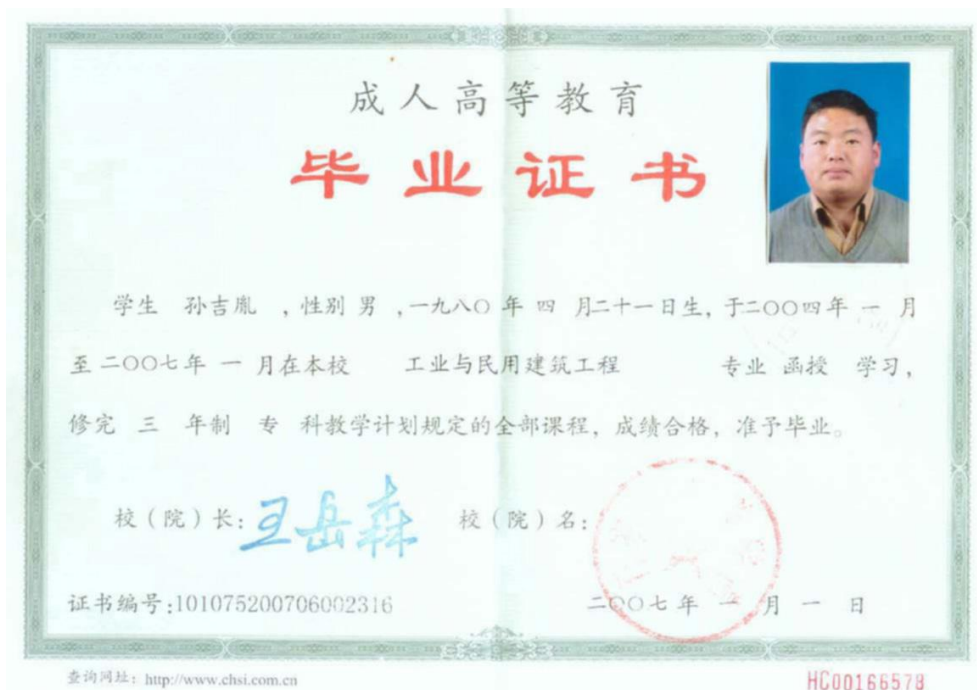 成人高等教育
毕业证书
学生 孙吉胤 ,性别 男 ,一九八〇年 四 月二十一日生, 于二〇〇四年 一 月
至二〇〇七年 一 月在本校 工业与民用建筑工程 专业 函授 学习,
修完 三 年制 专 科教学计划规定的全部课程, 成绩合格, 准予毕业。
校(院)长: 王岳森 校(院)名:
证书编号:101075200706002316 二〇〇七年 一 月 一 日
查询网址: http://www.chsi.com.cn HC00166578